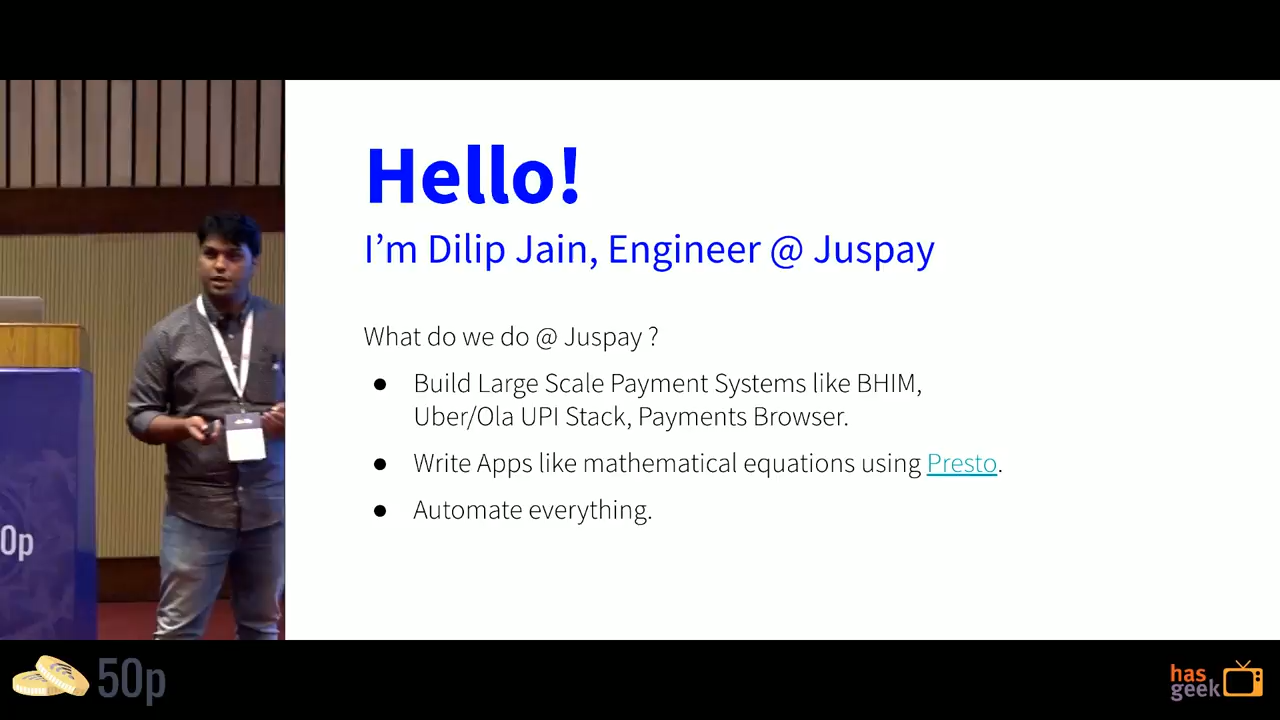 Hello!
I'm Dilip Jain, Engineer @ Juspay
What do we do @ Juspay ?
● Build Large Scale Payment Systems like BHIM,
Uber/Ola UPI Stack, Payments Browser.
● Write Apps like mathematical equations using Presto.
● Automate everything.
0p
50p
has
geek